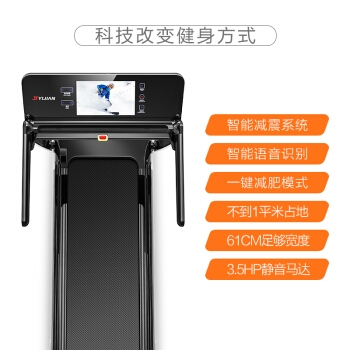 科技改变健身方式
YIJIAN
智能减震系统
智能语音识别
一键减肥模式
不到1平米占地
61CM足够宽度
3.5HP静音马达